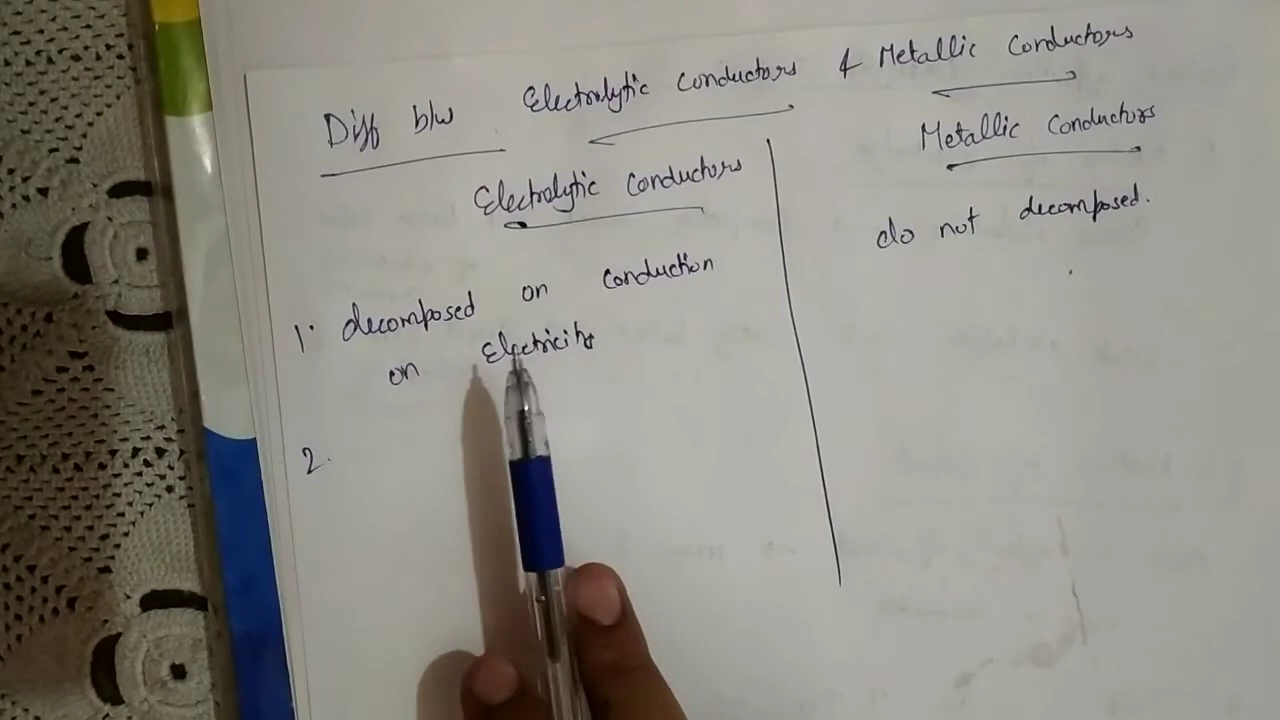 Diff b/w Electrolytic Conductors & Metallic Conductors
Electrolytic Conductors
Metallic Conductors
1. decomposed on conduction
on Electricity
do not decomposed.
2.